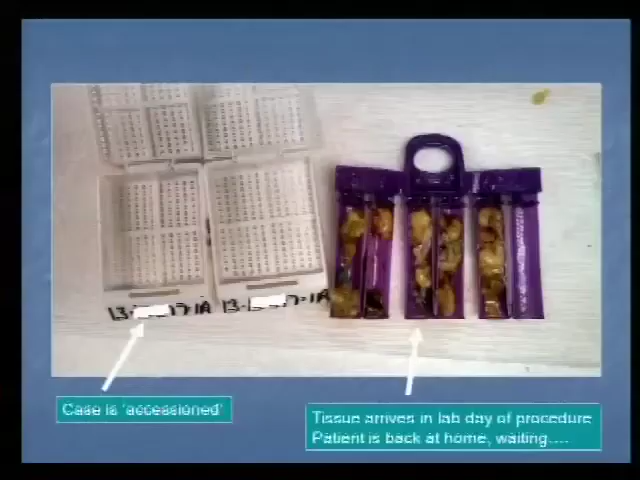 Case is 'accessioned'
Tissue arrives in lab day of procedure
Patient is back at home, waiting....